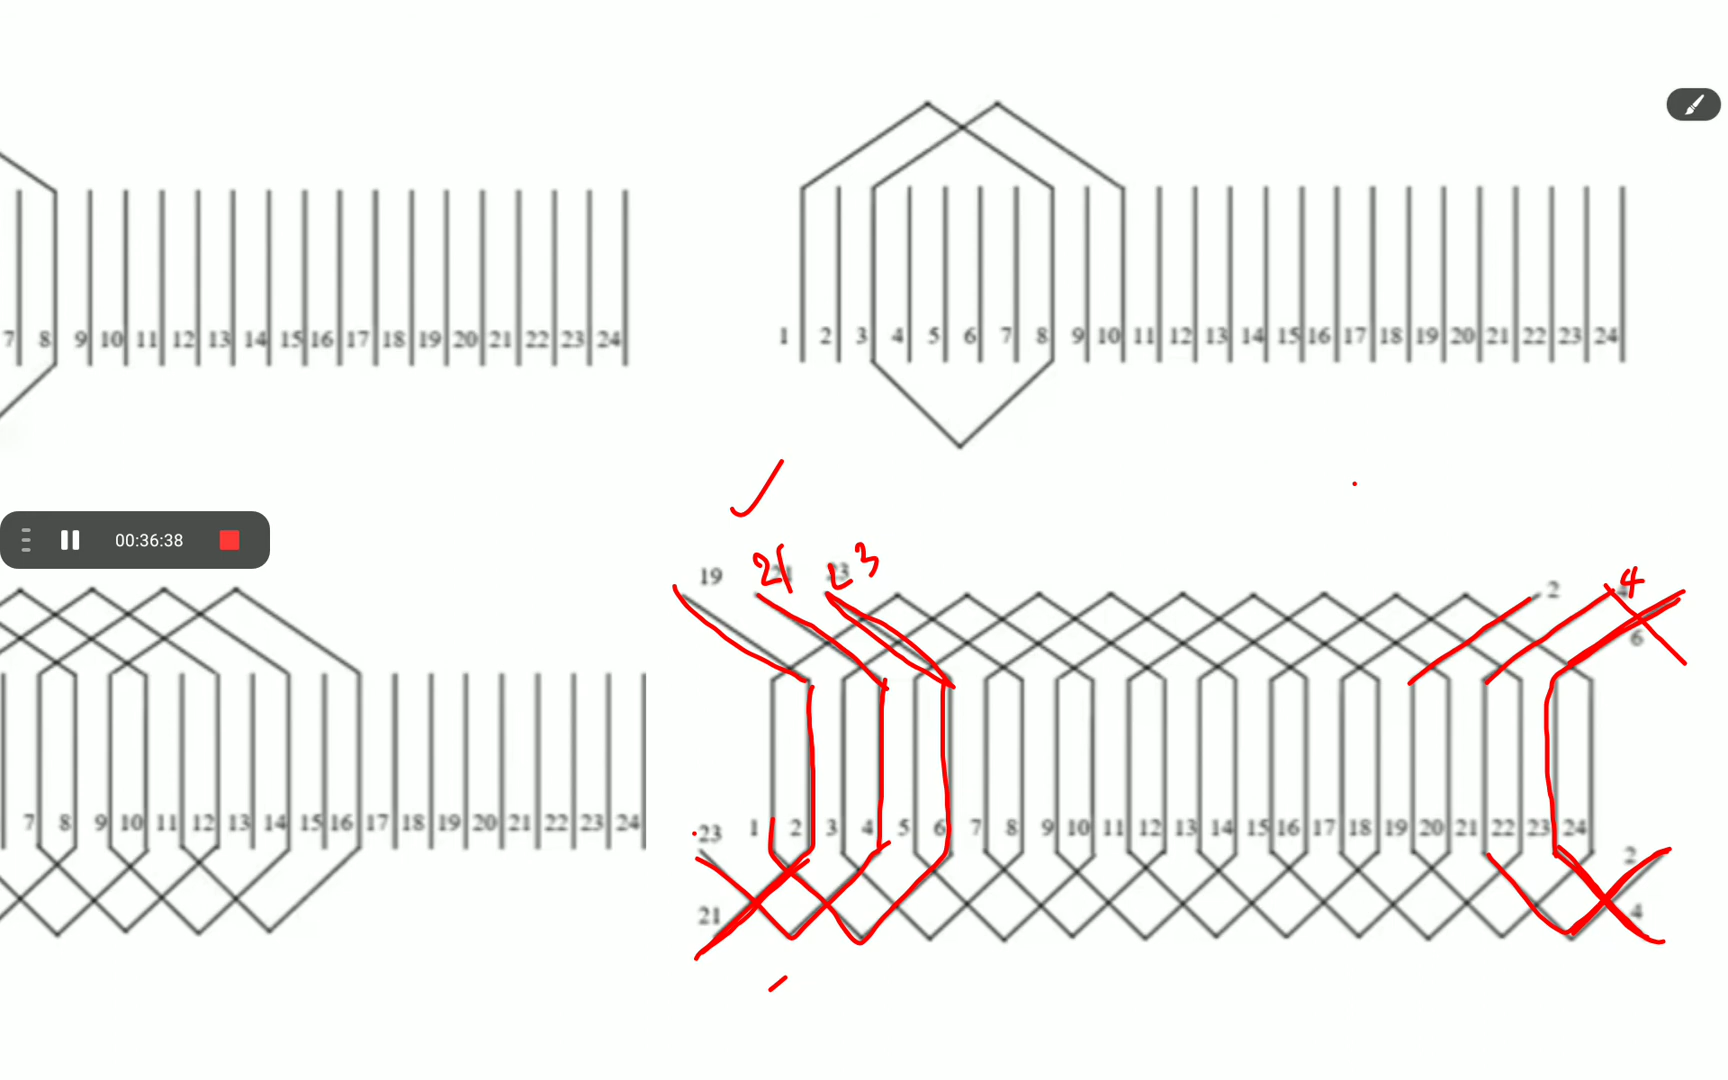 7 8 9 10 11 12 13 14 15 16 17 18 19 20 21 22 23 24
1 2 3 4 5 6 7 8 9 10 11 12 13 14 15 16 17 18 19 20 21 22 23 24
00:36:38
19 21 23 2 4
6
7 8 9 10 11 12 13 14 15 16 17 18 19 20 21 22 23 24
23 1 2 3 4 5 6 7 8 9 10 11 12 13 14 15 16 17 18 19 20 21 22 23 24 2
21 4